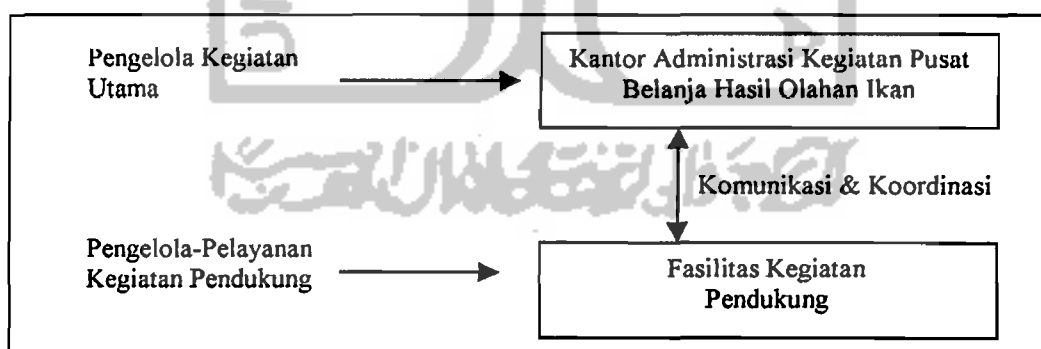 Pengelola Kegiatan
Utama
Kantor Administrasi Kegiatan Pusat
Belanja Hasil Olahan Ikan
Komunikasi & Koordinasi
Pengelola-Pelayanan
Kegiatan Pendukung
Fasilitas Kegiatan
Pendukung